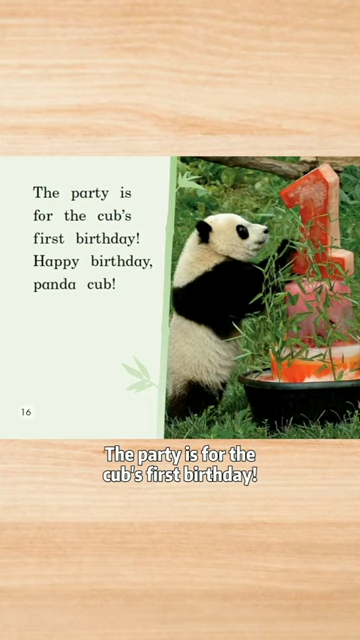 The party is
for the cub's
first birthday!
Happy birthday,
panda cub!
1
16
The party is for the
cub's first birthday!